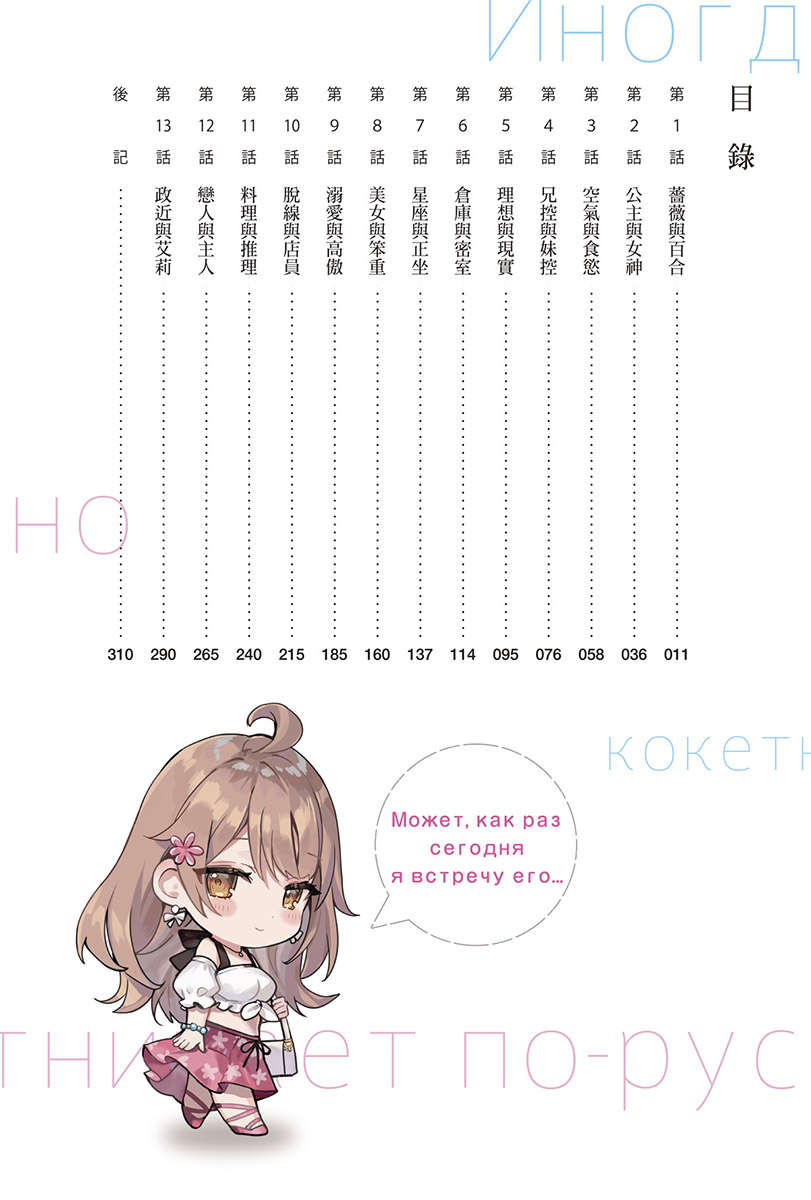 Иногд
目錄
第1話 薔薇與百合 011
第2話 公主與女神 036
第3話 空氣與食慾 058
第4話 兄控與妹控 076
第5話 理想與現實 095
第6話 倉庫與密室 114
第7話 星座與正坐 137
第8話 美女與笨重 160
第9話 溺愛與高傲 185
第10話 脫線與店員 215
第11話 料理與推理 240
第12話 戀人與主人 265
第13話 政近與艾莉 290
後記 310
но
кокетн
Может, как раз
сегодня
я встречу его...
ет по-рус